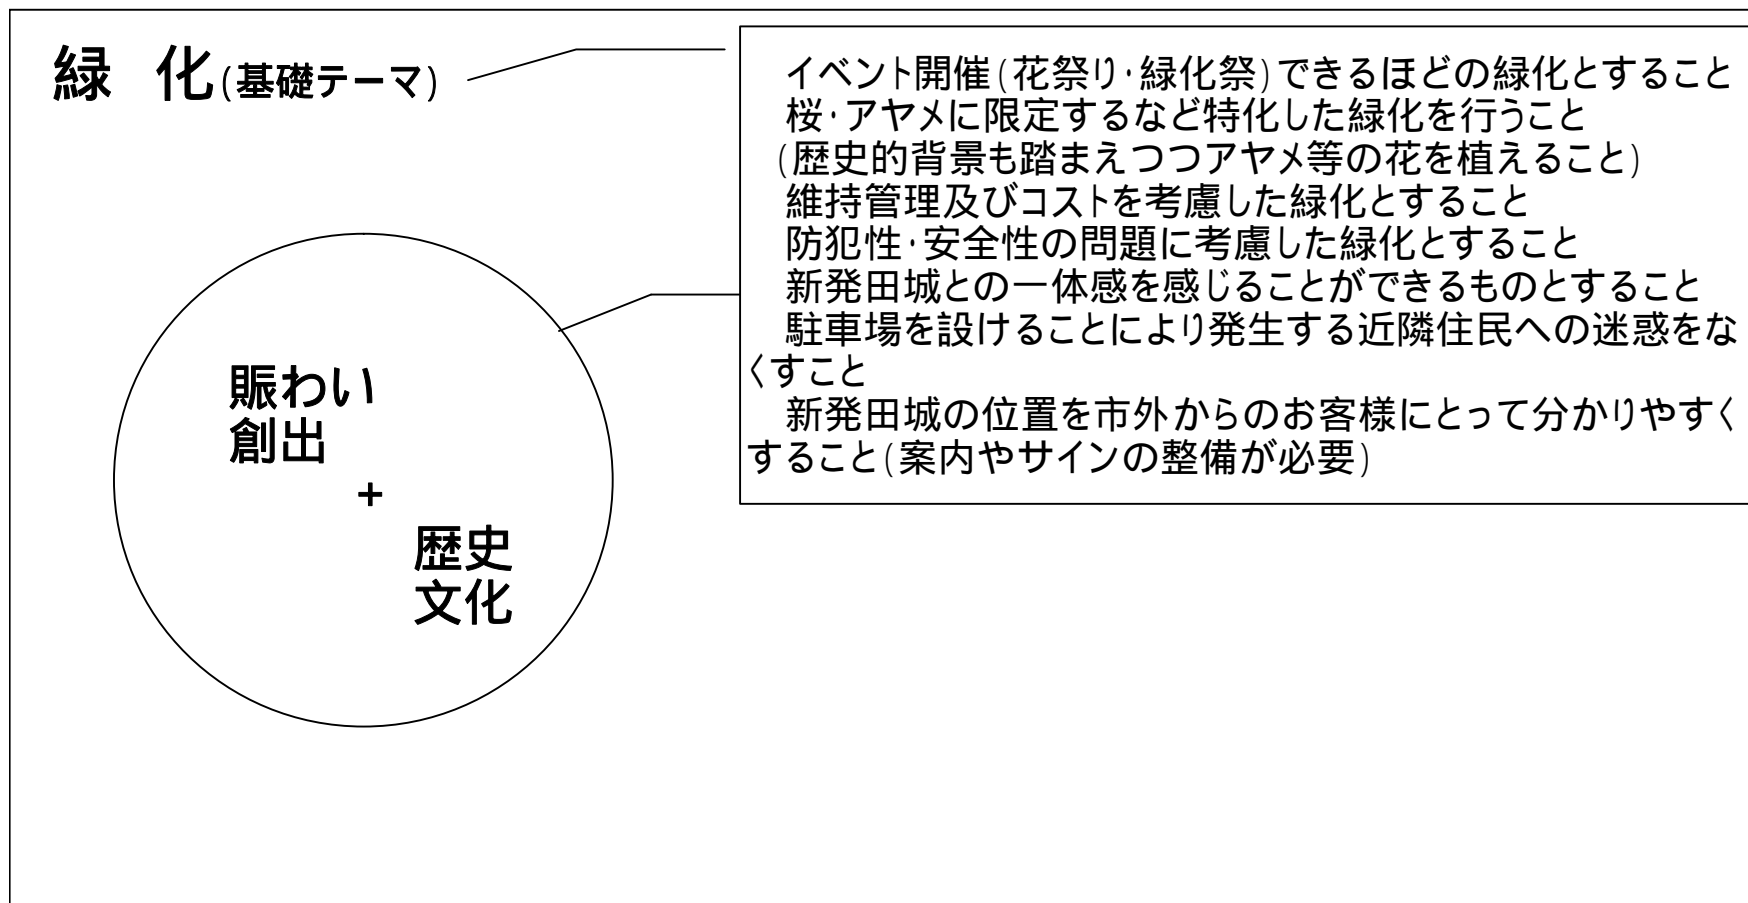 緑　化(基礎テーマ)
イベント開催(花祭り・緑化祭)できるほどの緑化とすること
桜・アヤメに限定するなど特化した緑化を行うこと
(歴史的背景も踏まえつつアヤメ等の花を植えること)
維持管理及びコストを考慮した緑化とすること
防犯性・安全性の問題に考慮した緑化とすること
新発田城との一体感を感じることができるものとすること
駐車場を設けることにより発生する近隣住民への迷惑をな
くすこと
新発田城の位置を市外からのお客様にとって分かりやすく
すること(案内やサインの整備が必要)
賑わい
創出
+
歴史
文化